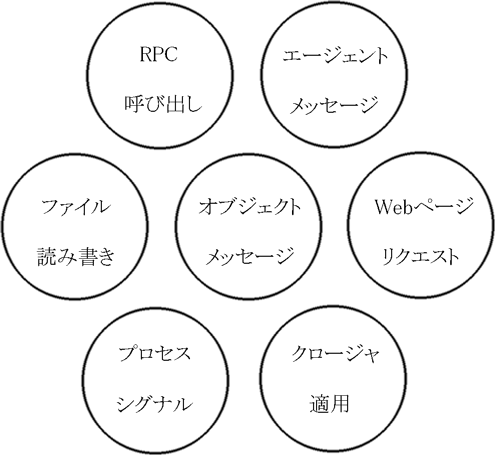 RPC
呼び出し
エージェント
メッセージ
ファイル
読み書き
オブジェクト
メッセージ
Webページ
リクエスト
プロセス
シグナル
クロージャ
適用